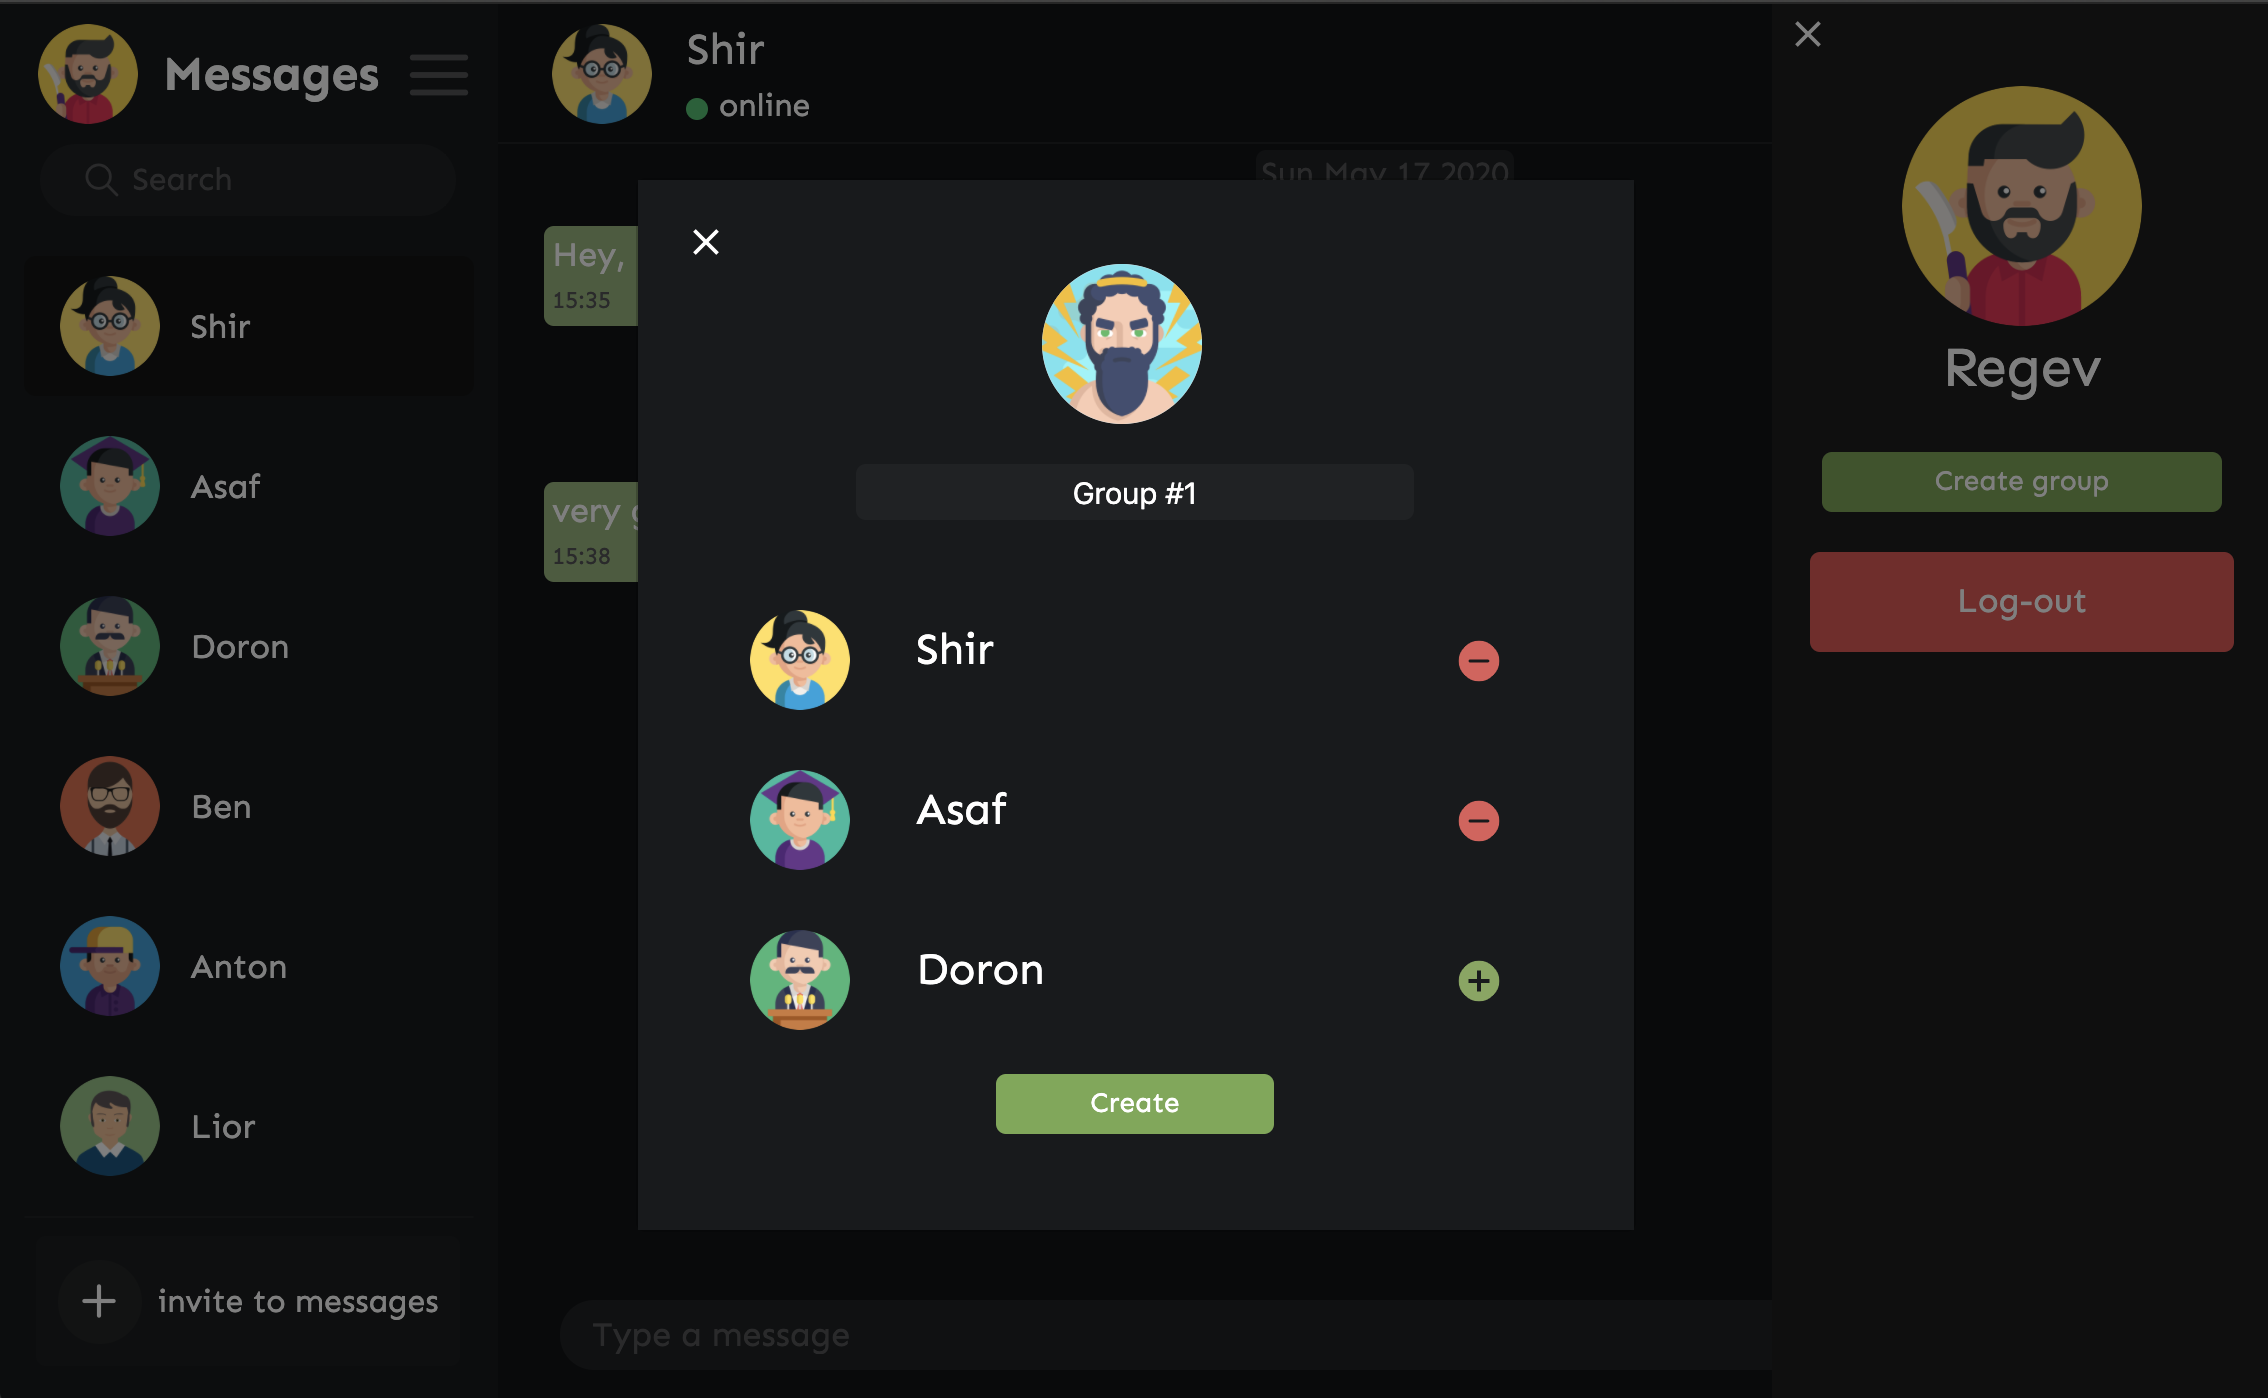 Messages
Search
Shir
Asaf
Doron
Ben
Anton
Lior
invite to messages
Shir
online
Sun May 17 2020
Hey,
15:35
very
15:38
Type a message
Group #1
Shir
Asaf
Doron
Create
Regev
Create group
Log-out